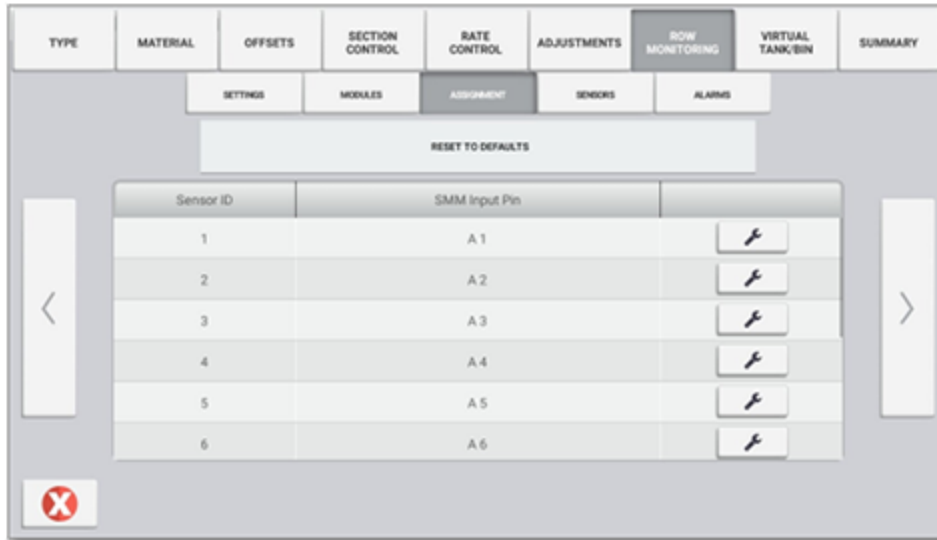 TYPE
MATERIAL
OFFSETS
SECTION
CONTROL
RATE
CONTROL
ADJUSTMENTS
ROW
MONITORING
VIRTUAL
TANK/BIN
SUMMARY
SETTINGS
MODULES
ASSIGNMENT
SENSORS
ALARMS
RESET TO DEFAULTS
Sensor ID SMM Input Pin
1 A 1
2 A 2
3 A 3
4 A 4
5 A 5
6 A 6